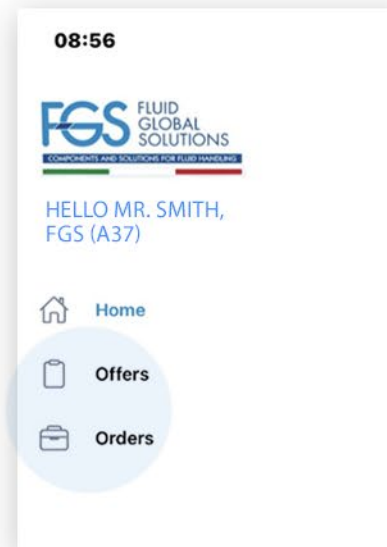 08:56
FGS FLUID
GLOBAL
SOLUTIONS
COMPONENTS AND SOLUTIONS FOR FLUID HANDLING
HELLO MR. SMITH,
FGS (A37)
Home
Offers
Orders